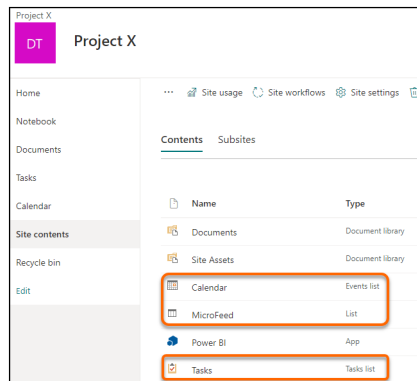 Project X
DT
Project X
Home
Notebook
Documents
Tasks
Calendar
Site contents
Recycle bin
Edit
... Site usage Site workflows Site settings
Contents Subsites
Name Type
Documents Document library
Site Assets Document library
Calendar Events list
MicroFeed List
Power BI App
Tasks Tasks list